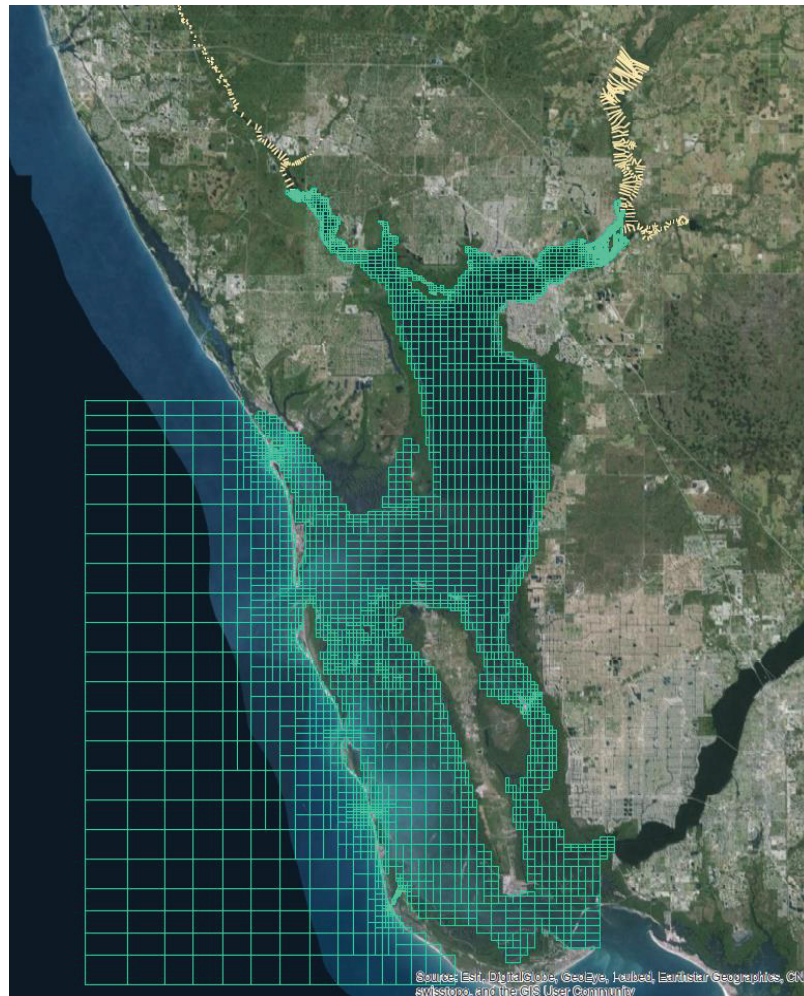 Source: Esri, DigitalGlobe, GeoEye, i-cubed, Earthstar Geographics, CN
swisstopo, and the GIS User Community